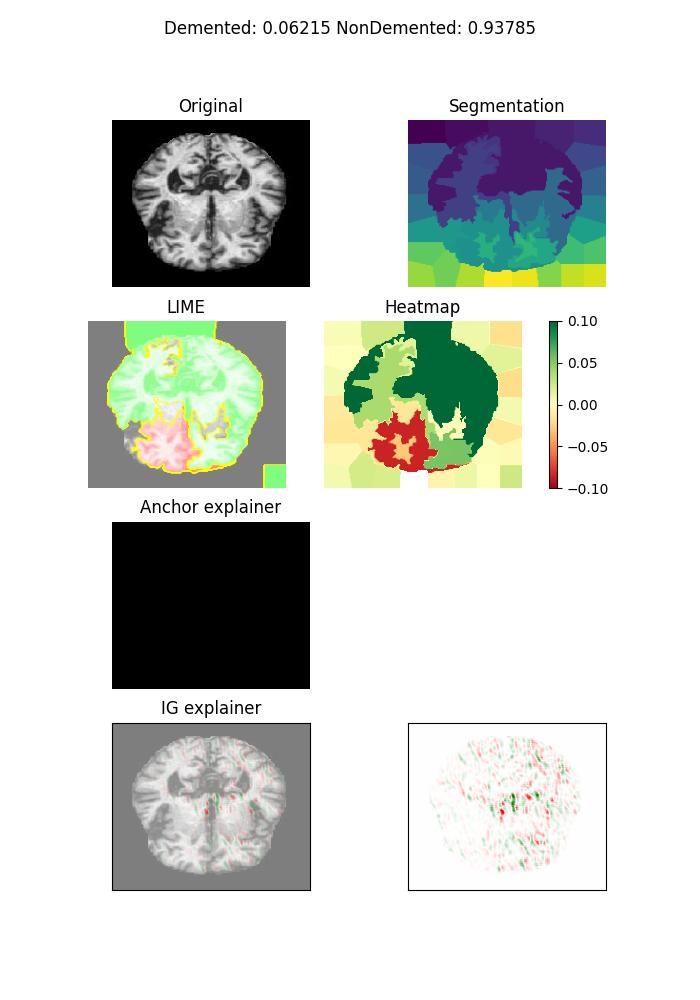 Demented: 0.06215 NonDemented: 0.93785
Original
Segmentation
LIME
Heatmap
0.10
0.05
0.00
−0.05
−0.10
Anchor explainer
IG explainer